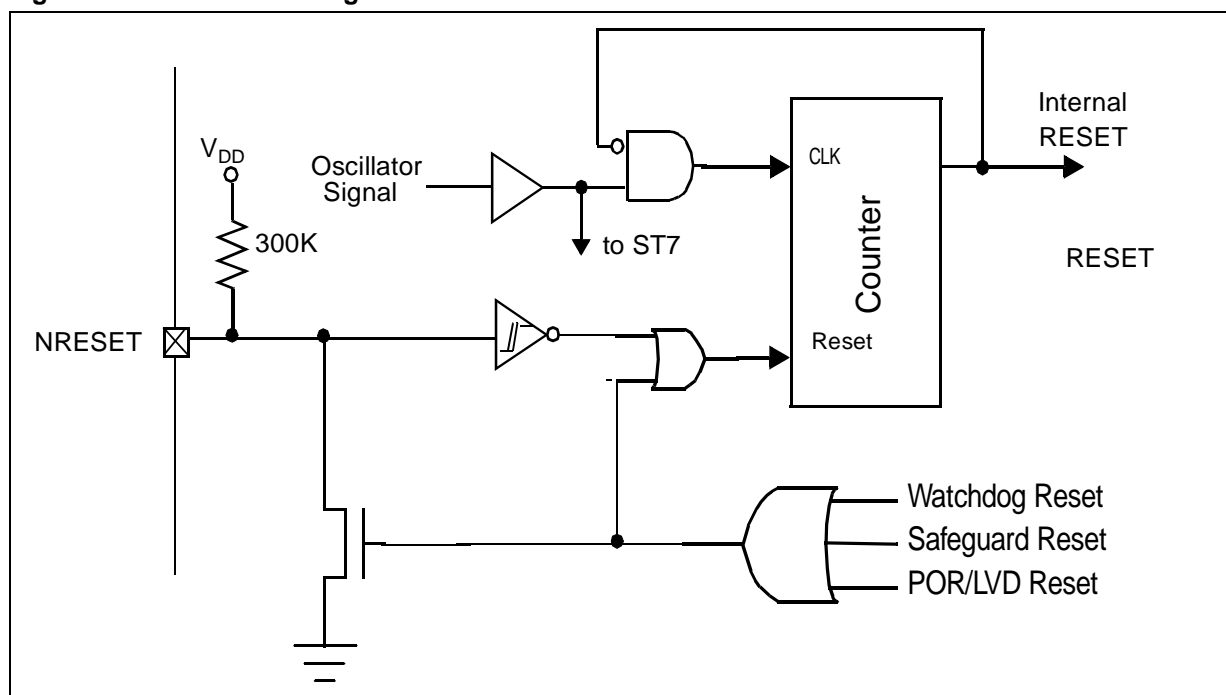 Internal
RESET
V_DD
Oscillator
Signal
CLK
300K
to ST7
Counter
RESET
NRESET
Reset
Watchdog Reset
Safeguard Reset
POR/LVD Reset